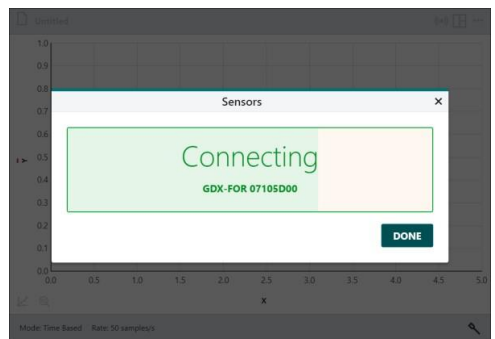 Untitled
1.0
0.9
0.8
Sensors
×
0.7
0.6
Connecting
0.5
GDX-FOR 07105D00
0.4
0.3
DONE
0.2
0.1
0.0
0.0 0.5 1.0 1.5 2.0 2.5 3.0 3.5 4.0 4.5 5.0
X
Mode: Time Based Rate: 50 samples/s